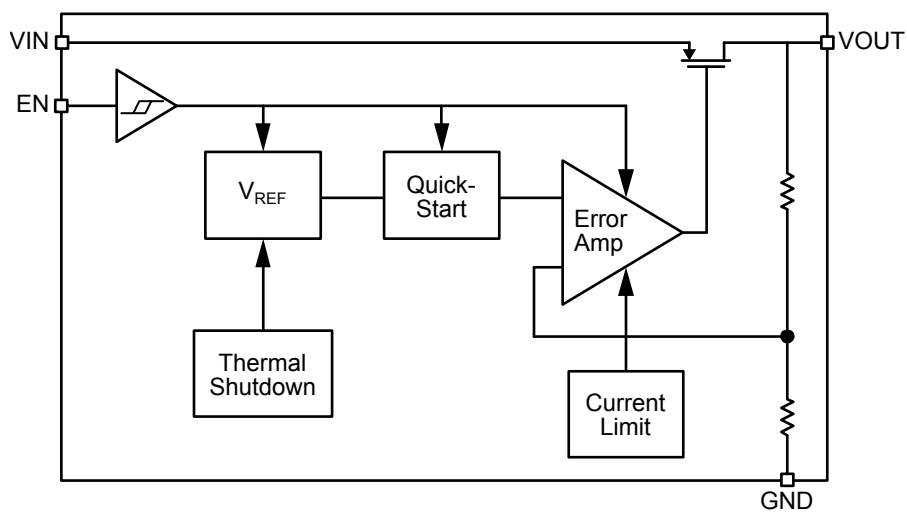 VIN
VOUT
EN
VREF
Quick-
Start
Error
Amp
Thermal
Shutdown
Current
Limit
GND